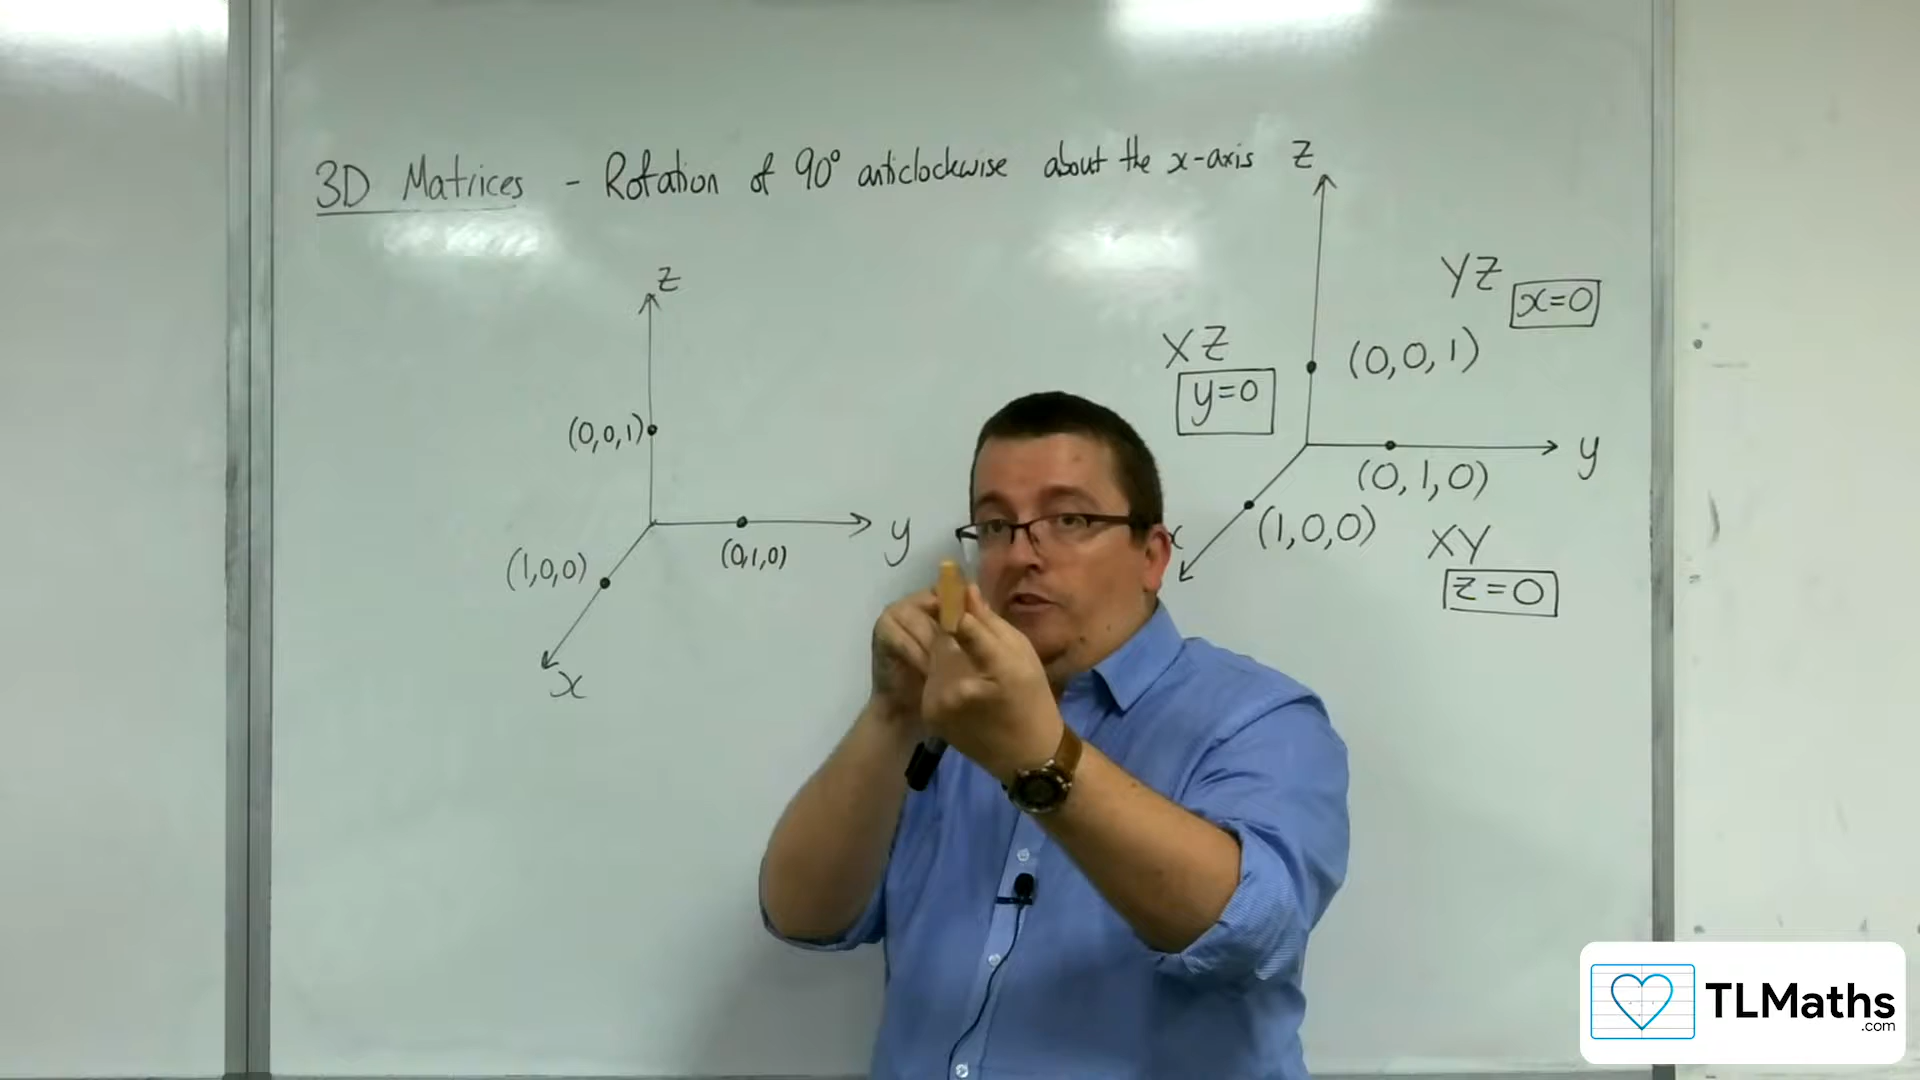 3D Matrices - Rotation of 90° anticlockwise about the x-axis
z
(0,0,1)
y
(0,1,0)
(1,0,0)
x
z
YZ
x=0
XZ
y=0
(0,0,1)
y
(0,1,0)
(1,0,0)
x
XY
z=0
TLMaths
.com